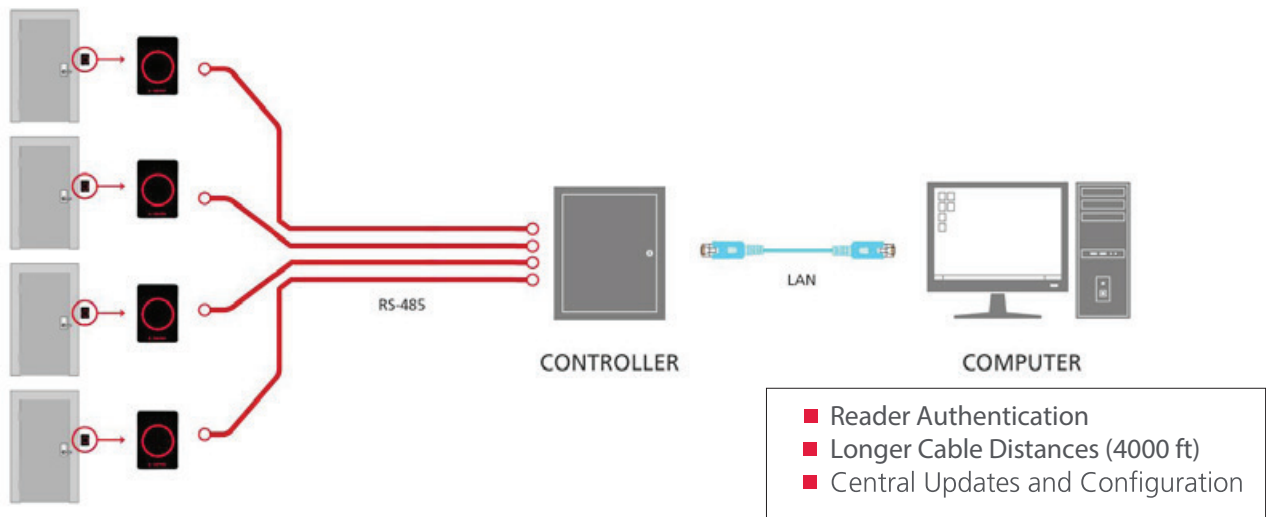 RS-485
LAN
CONTROLLER
COMPUTER
Reader Authentication
Longer Cable Distances (4000 ft)
Central Updates and Configuration